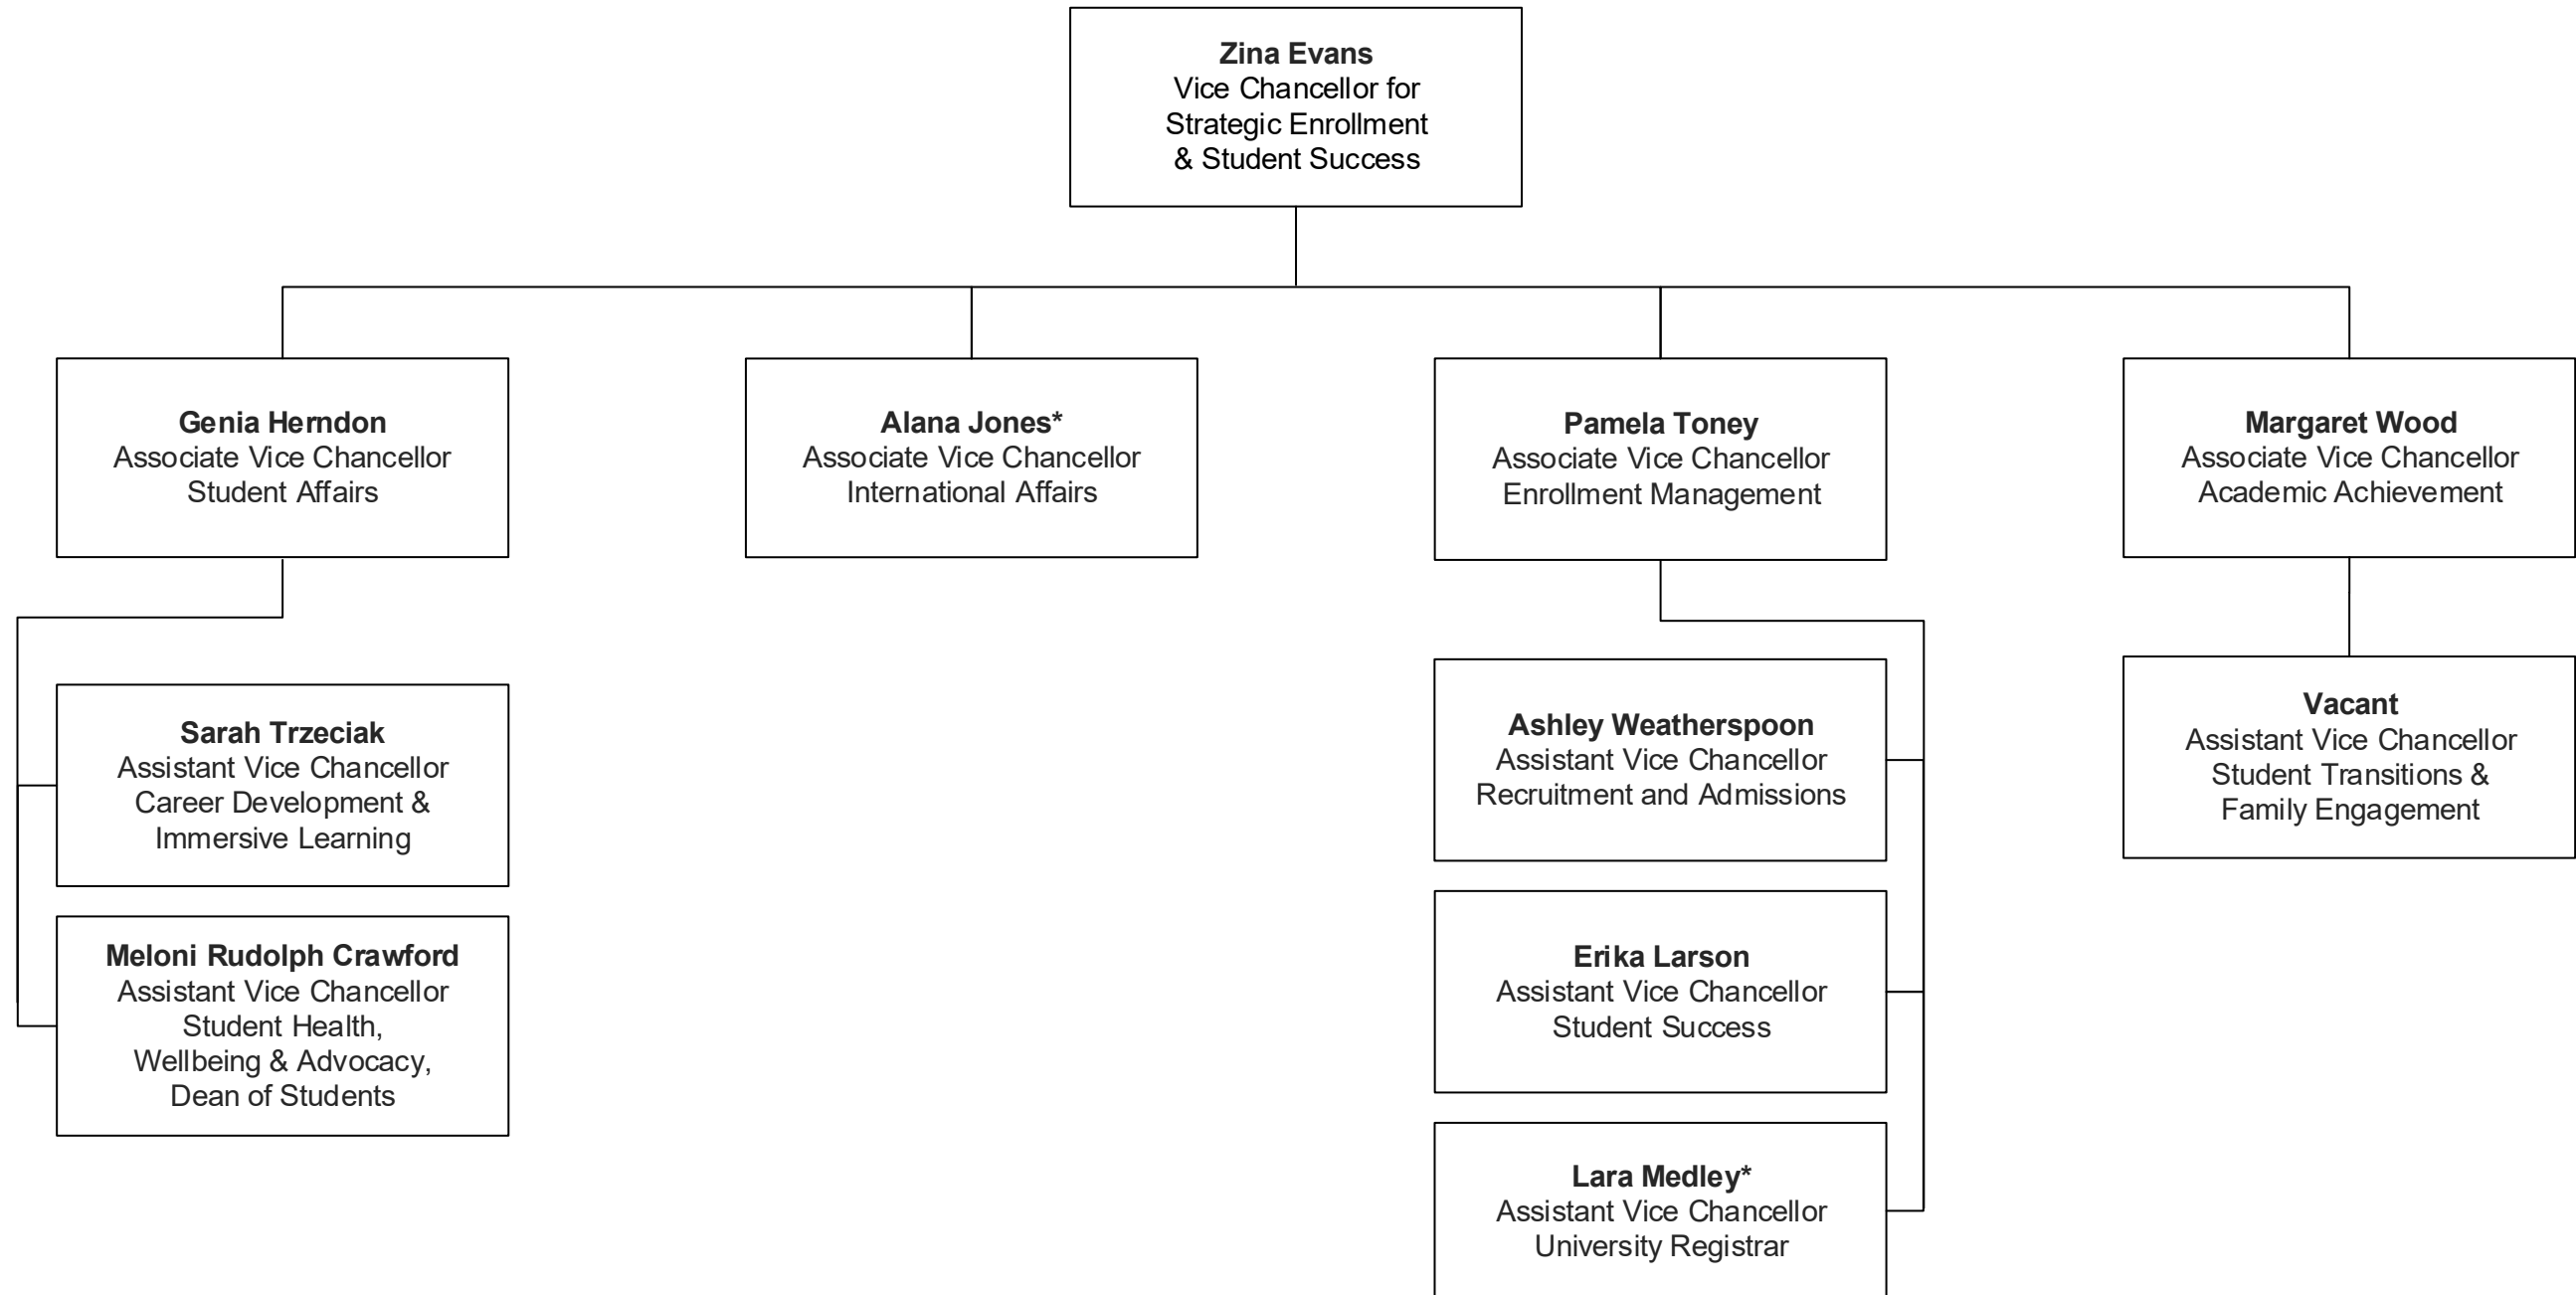 Zina Evans
Vice Chancellor for
Strategic Enrollment
& Student Success
Genia Herndon
Associate Vice Chancellor
Student Affairs
Alana Jones*
Associate Vice Chancellor
International Affairs
Pamela Toney
Associate Vice Chancellor
Enrollment Management
Margaret Wood
Associate Vice Chancellor
Academic Achievement
Sarah Trzeciak
Assistant Vice Chancellor
Career Development &
Immersive Learning
Meloni Rudolph Crawford
Assistant Vice Chancellor
Student Health,
Wellbeing & Advocacy,
Dean of Students
Ashley Weatherspoon
Assistant Vice Chancellor
Recruitment and Admissions
Erika Larson
Assistant Vice Chancellor
Student Success
Lara Medley*
Assistant Vice Chancellor
University Registrar
Vacant
Assistant Vice Chancellor
Student Transitions &
Family Engagement